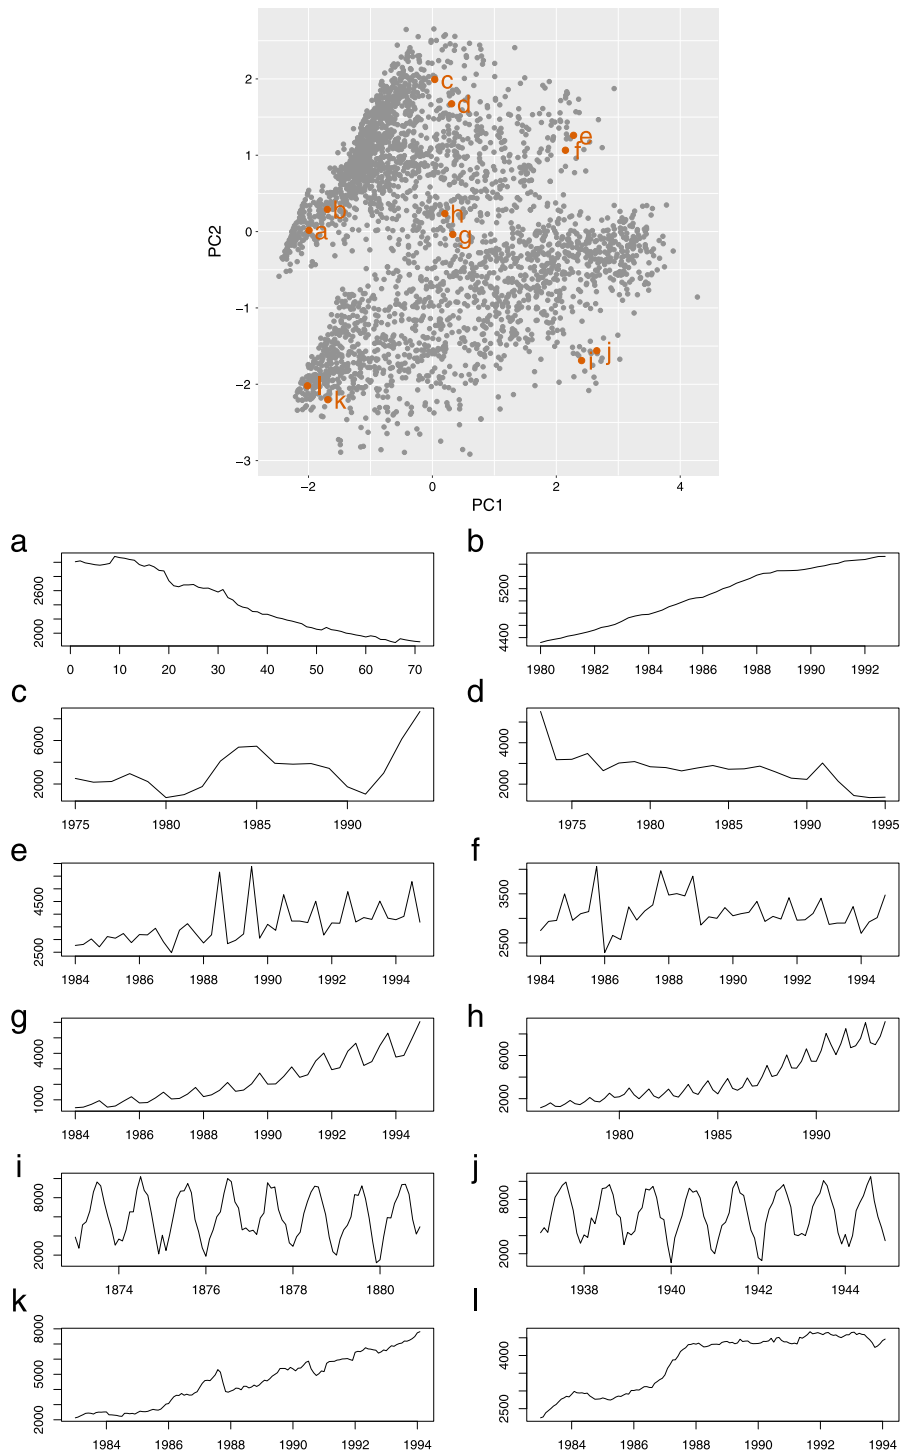 2
1
0
−1
−2
−3
PC2
c
d
e
f
b
h
a
g
j
i
l
k
−2 0 2 4
PC1
a
2600
2000
0 10 20 30 40 50 60 70
b
5200
4400
1980 1982 1984 1986 1988 1990 1992
c
6000
2000
1975 1980 1985 1990
d
4000
2000
1975 1980 1985 1990 1995
e
4500
2500
1984 1986 1988 1990 1992 1994
f
3500
2500
1984 1986 1988 1990 1992 1994
g
4000
1000
1984 1986 1988 1990 1992 1994
h
6000
2000
1980 1985 1990
i
8000
2000
1874 1876 1878 1880
j
8000
2000
1938 1940 1942 1944
k
8000
5000
2000
1984 1986 1988 1990 1992 1994
l
4000
2500
1984 1986 1988 1990 1992 1994